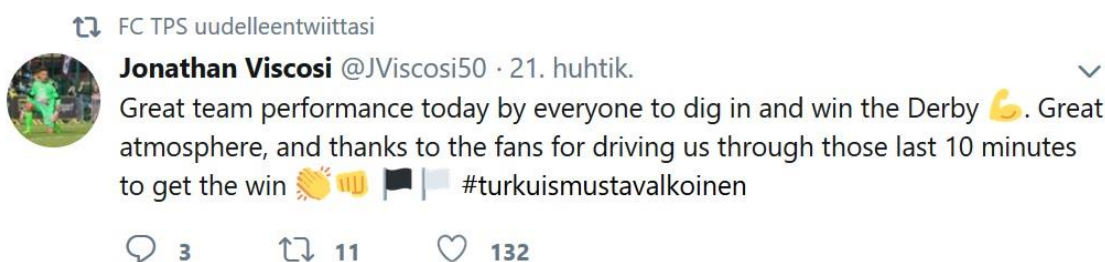 FC TPS uudelleentwiittasi
Jonathan Viscosi @JViscosi50 · 21. huhtik.
Great team performance today by everyone to dig in and win the Derby 💪. Great
atmosphere, and thanks to the fans for driving us through those last 10 minutes
to get the win 👏👊 🏴🏳 #turkuismustavalkoinen
3 11 132